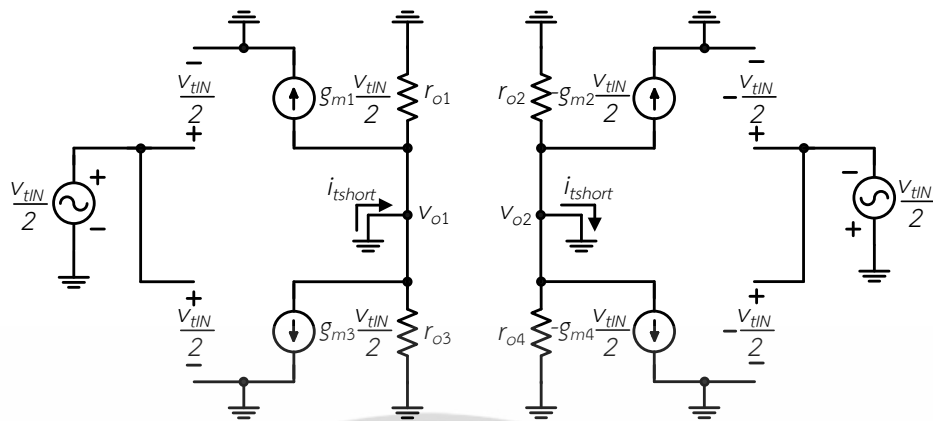 −
v_tIN/2
+
g_m1 v_tIN/2
r_o1
r_o2
-g_m2 v_tIN/2
−
− v_tIN/2
+
v_tIN/2
+
−
i_tshort
v_o1
v_o2
i_tshort
−
+
v_tIN/2
+
v_tIN/2
−
g_m3 v_tIN/2
r_o3
r_o4
-g_m4 v_tIN/2
+
− v_tIN/2
−